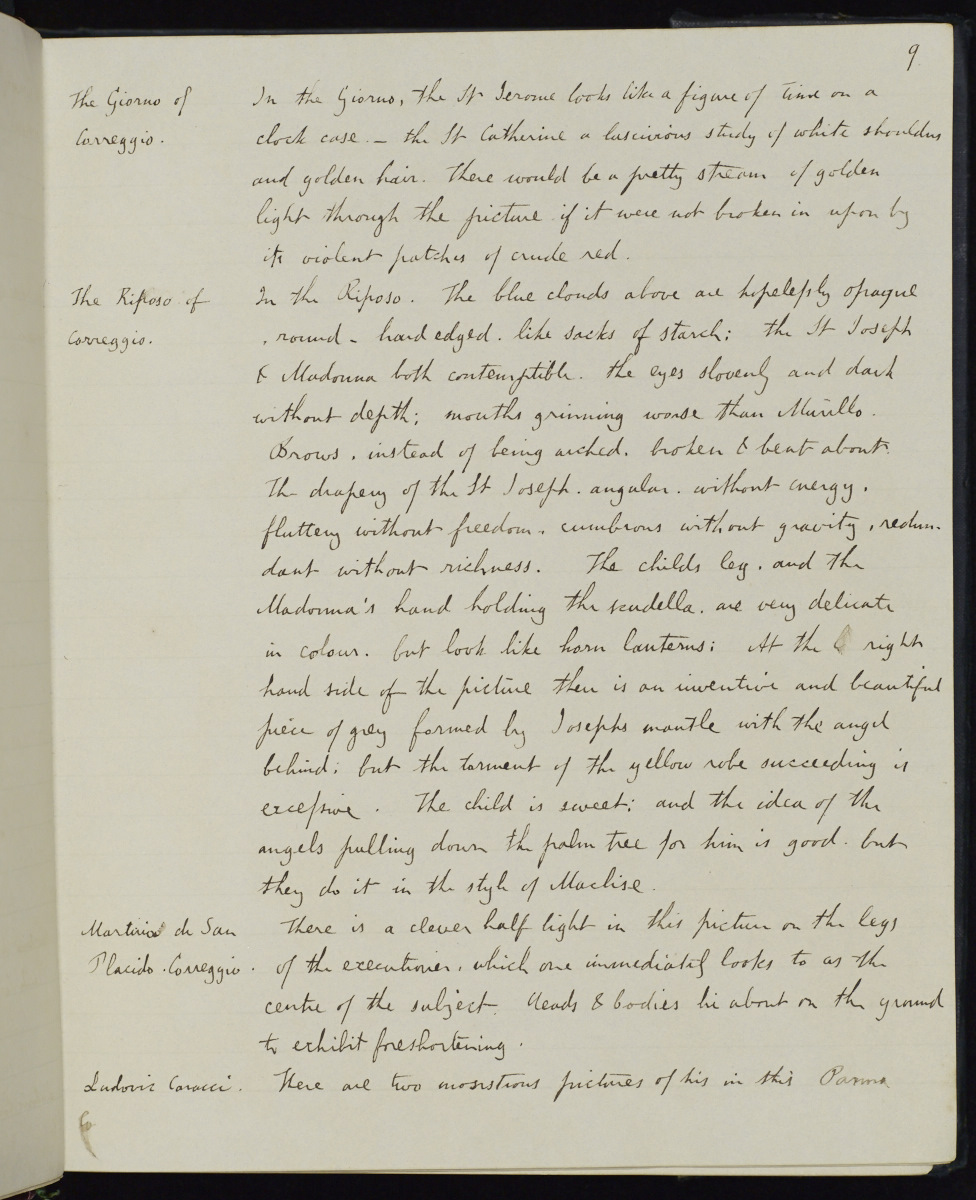 9
The Giorno of
Correggio.
In the Giorno, the St Jerome looks like a figure of Time on a
clock case. – the St Catherine a lascivious study of white shoulders
and golden hair. There would be a pretty stream of golden
light through the picture if it were not broken in upon by
its violent patches of crude red.
The Riposo of
Correggio.
In the Riposo. The blue clouds above are hopelessly opaque
, round – hard edged. like sacks of starch: the St Joseph
& Madonna both contemptible. the eyes slovenly and dark
without depth; mouths grinning worse than Murillo.
Brows. instead of being arched. broken & beat about.
The drapery of the St Joseph. angular. without energy.
fluttery without freedom. cumbrous without gravity, redun-
dant without richness. The childs leg. and the
Madonna's hand holding the scudella. are very delicate
in colour. but look like horn lanterns: At the right
hand side of the picture there is an inventive and beautiful
piece of grey formed by Josephs mantle with the angel
behind: but the torment of the yellow robe succeeding is
excessive. The child is sweet: and the idea of the
angels pulling down the palm tree for him is good. but
they do it in the style of Maclise.
Martirio de San
Placido. Correggio.
There is a clever half light in this picture on the legs
of the executioner. which one immediately looks to as the
centre of the subject. Heads & bodies lie about on the ground
to exhibit foreshortening.
Ludovic Caracci.
There are two monstrous pictures of his in this Parma